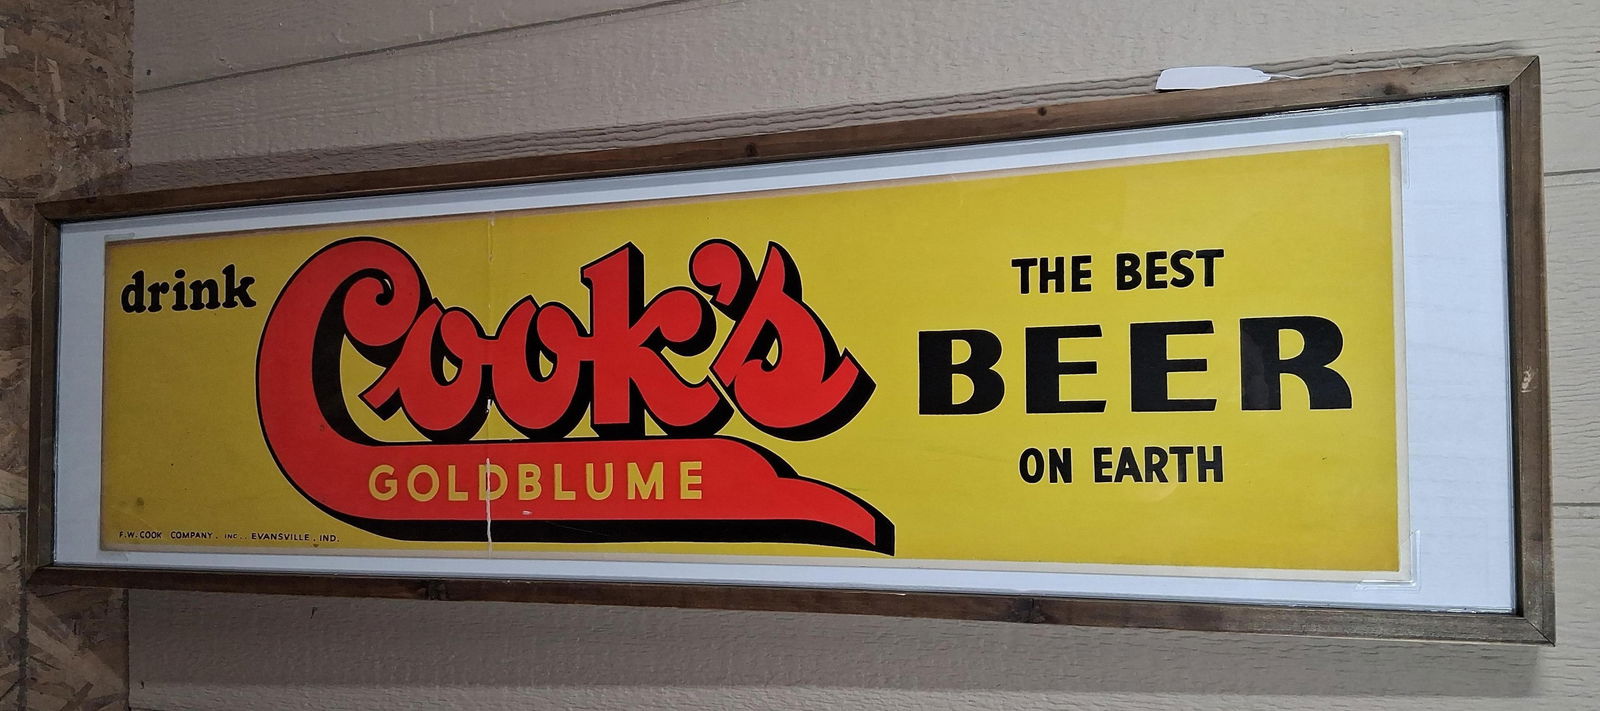 drink
Cook's
GOLDBLUME
F.W. COOK COMPANY. INC.. EVANSVILLE. IND.
THE BEST
BEER
ON EARTH